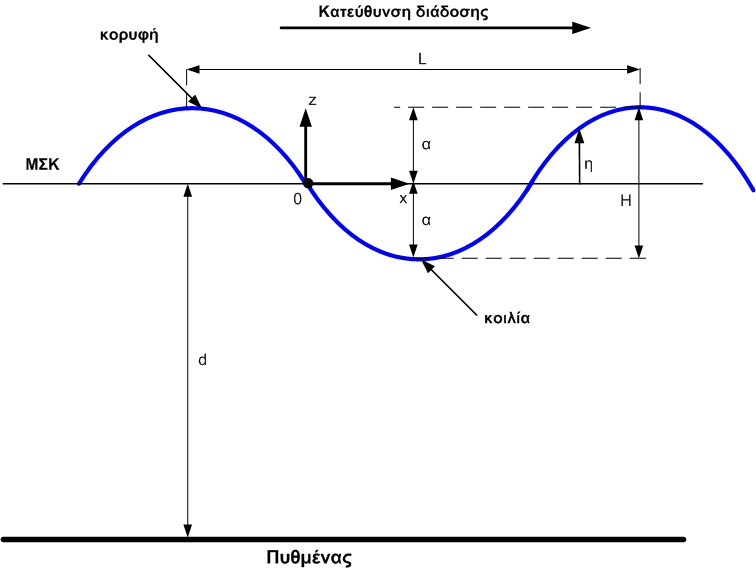 Κατεύθυνση διάδοσης
κορυφή
L
z
α
ΜΣΚ
η
0
x
H
α
κοιλία
d
Πυθμένας